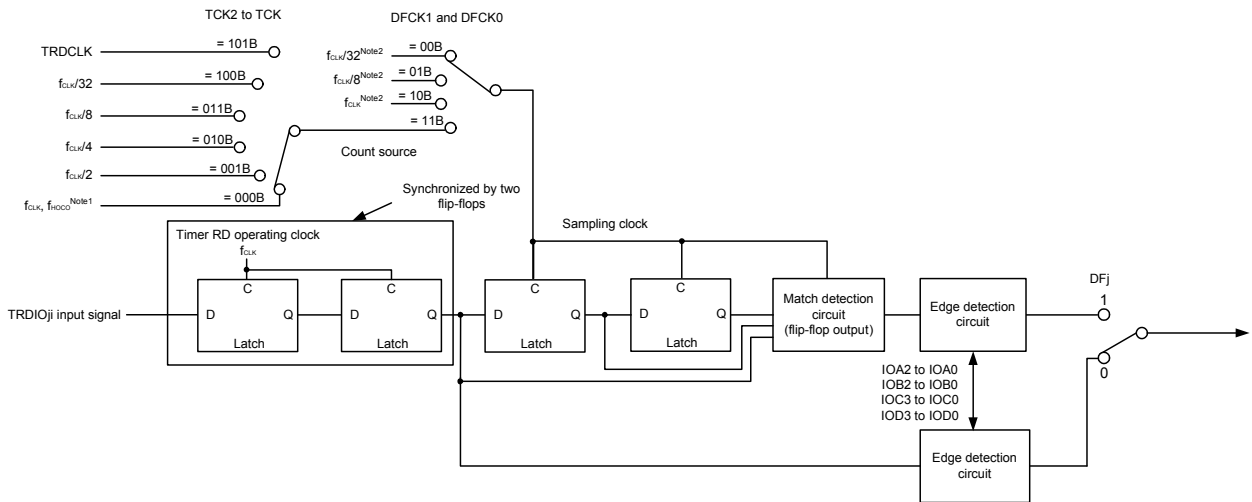 TCK2 to TCK
DFCK1 and DFCK0
TRDCLK
= 101B
fCLK/32
= 100B
fCLK/8
= 011B
fCLK/4
= 010B
fCLK/2
= 001B
fCLK, fHOCO Note1
= 000B
fCLK/32 Note2
= 00B
fCLK/8 Note2
= 01B
fCLK Note2
= 10B
= 11B
Count source
Synchronized by two
flip-flops
Timer RD operating clock
fCLK
Sampling clock
TRDIOji input signal
C
D
Q
Latch
C
D
Q
Latch
C
D
Q
Latch
C
D
Q
Latch
Match detection
circuit
(flip-flop output)
Edge detection
circuit
DFj
1
0
IOA2 to IOA0
IOB2 to IOB0
IOC3 to IOC0
IOD3 to IOD0
Edge detection
circuit